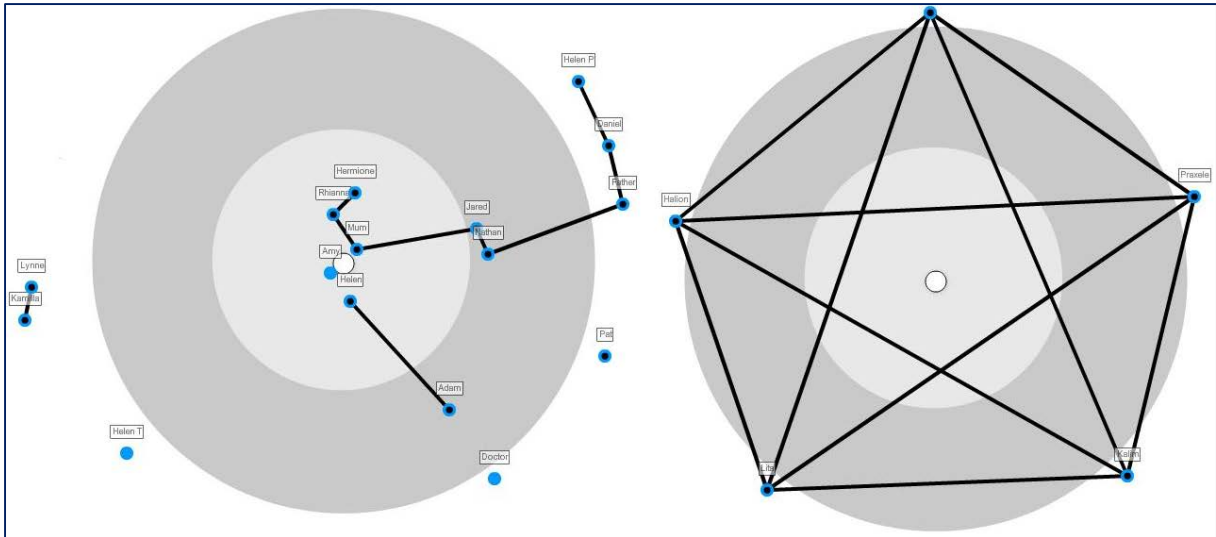 Helen P
Daniel
Father
Hermione
Rhianna
Mum
Jared
Nathan
Amy
Helen
Lynne
Kamilla
Pat
Adam
Helen T
Doctor
Praxele
Halion
Lita
Kalim